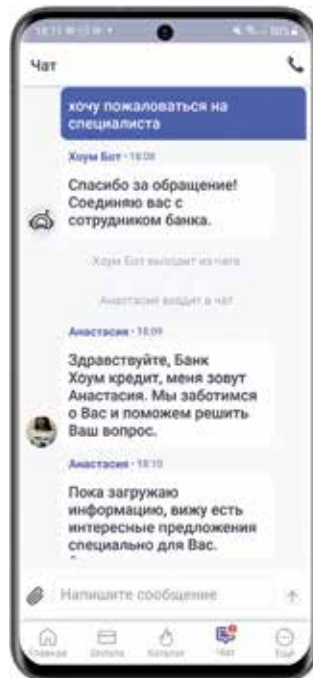 Чат
хочу пожаловаться на
специалиста
Хоум Бот · 18:08
Спасибо за обращение!
Соединяю вас с
сотрудником банка.
Хоум Бот выходит из чата
Анастасия входит в чат
Анастасия · 18:09
Здравствуйте, Банк
Хоум кредит, меня зовут
Анастасия. Мы заботимся
о Вас и поможем решить
Ваш вопрос.
Анастасия · 18:10
Пока загружаю
информацию, вижу есть
интересные предложения
специально для Вас.
Напишите сообщение
Главная Оплата Каталог Чат Ещё